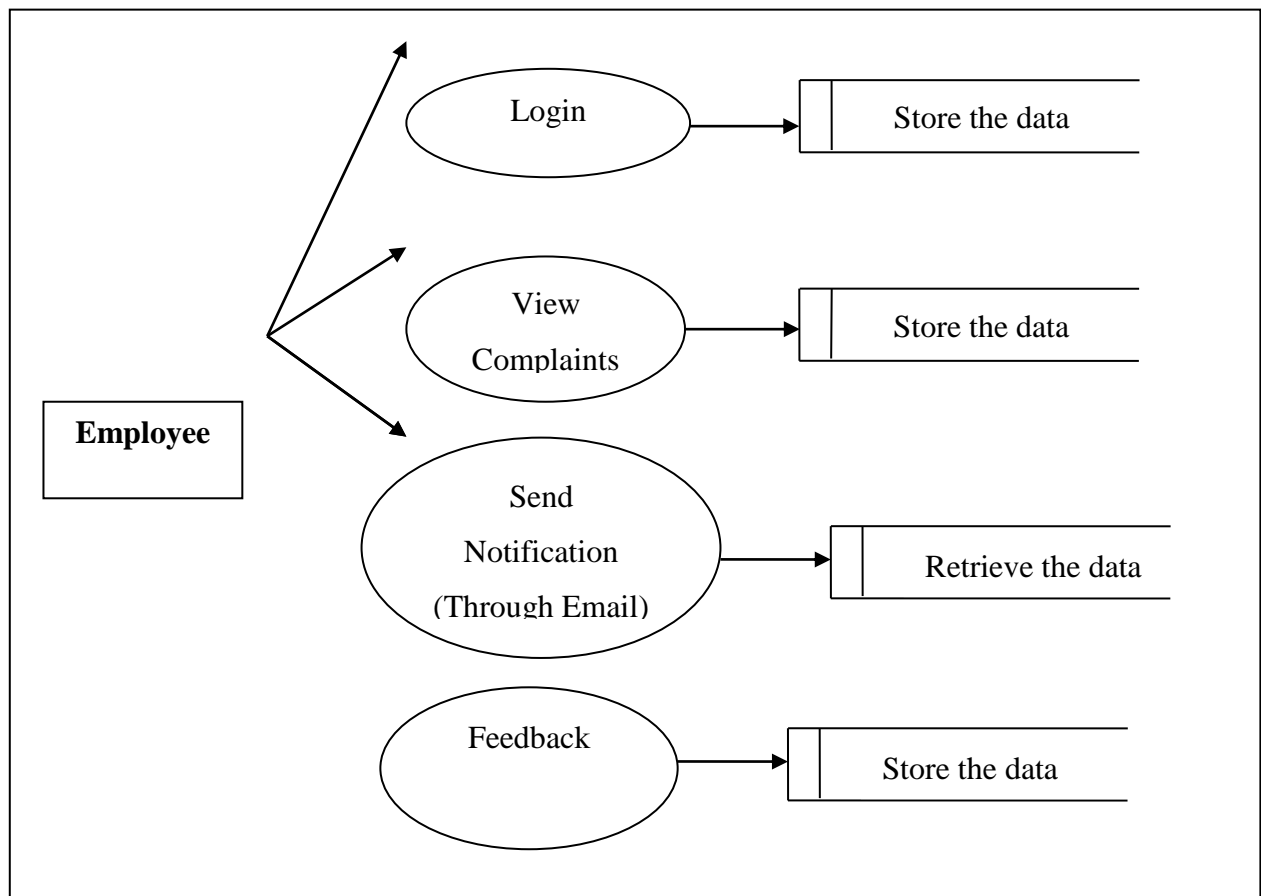 Login
Store the data
View
Complaints
Store the data
Employee
Send
Notification
(Through Email)
Retrieve the data
Feedback
Store the data